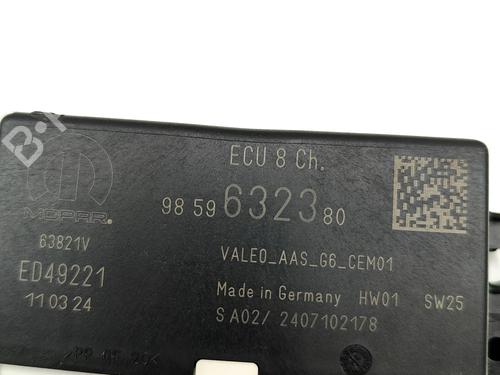 ECU 8 Ch.
98 59 6323 80
MOPAR.
63821V
VALEO_AAS_G6_CEM01
ED49221
Made in Germany HW01 SW25
11 03 24
SA02/ 2407102178